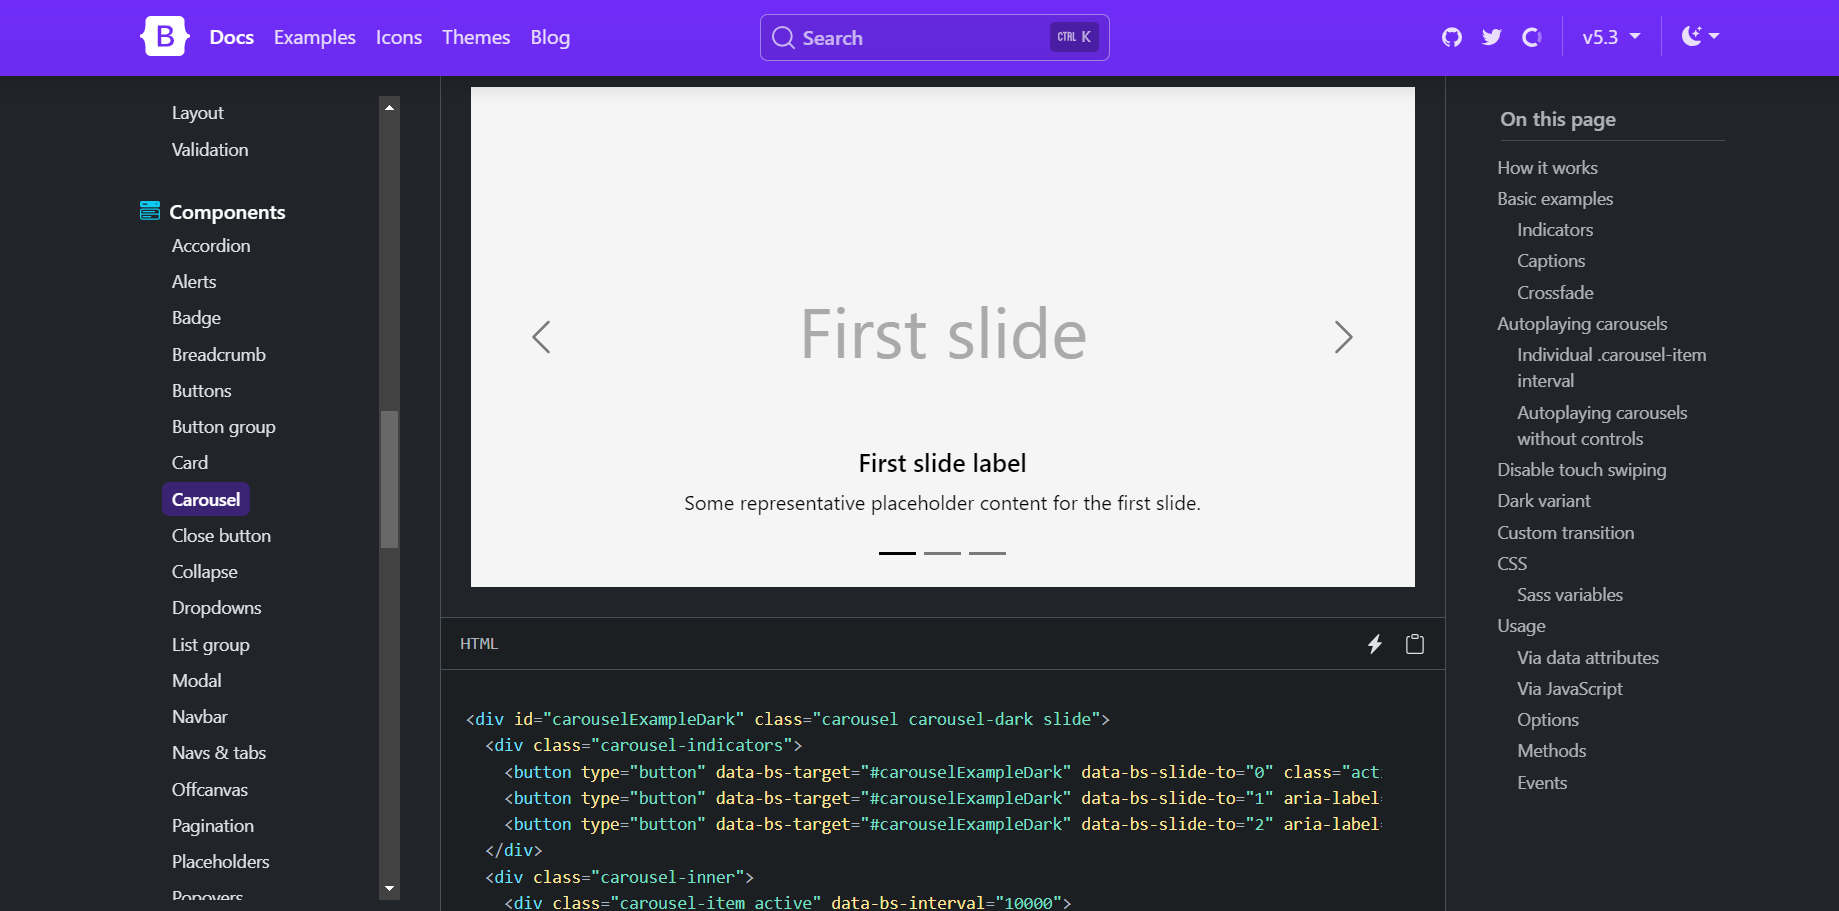 B
Docs
Examples
Icons
Themes
Blog
Search
CTRL K
v5.3
Layout
Validation
Components
Accordion
Alerts
Badge
Breadcrumb
Buttons
Button group
Card
Carousel
Close button
Collapse
Dropdowns
List group
Modal
Navbar
Navs & tabs
Offcanvas
Pagination
Placeholders
Popovers
First slide
First slide label
Some representative placeholder content for the first slide.
HTML
<div id="carouselExampleDark" class="carousel carousel-dark slide">
<div class="carousel-indicators">
<button type="button" data-bs-target="#carouselExampleDark" data-bs-slide-to="0" class="acti
<button type="button" data-bs-target="#carouselExampleDark" data-bs-slide-to="1" aria-label=
<button type="button" data-bs-target="#carouselExampleDark" data-bs-slide-to="2" aria-label=
</div>
<div class="carousel-inner">
<div class="carousel-item active" data-bs-interval="10000">
On this page
How it works
Basic examples
Indicators
Captions
Crossfade
Autoplaying carousels
Individual .carousel-item
interval
Autoplaying carousels
without controls
Disable touch swiping
Dark variant
Custom transition
CSS
Sass variables
Usage
Via data attributes
Via JavaScript
Options
Methods
Events